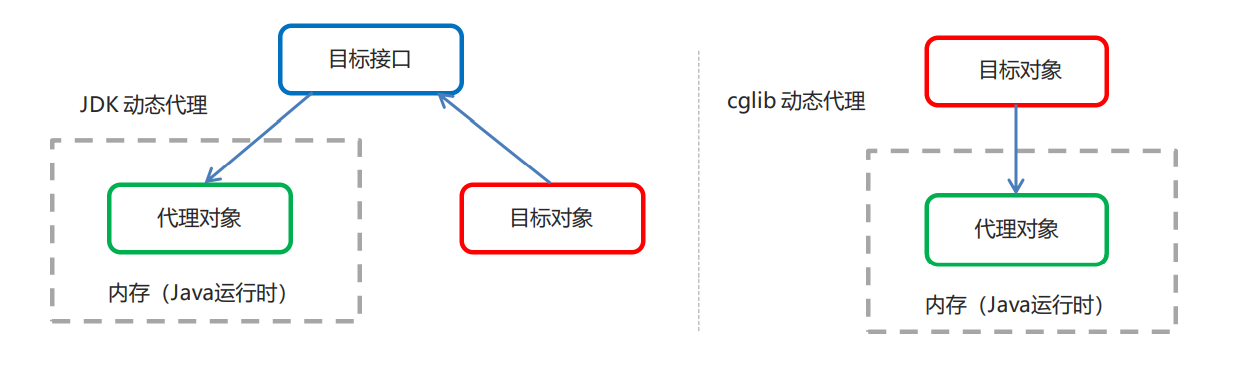 目标接口
JDK 动态代理
代理对象
目标对象
内存（Java运行时）
目标对象
cglib 动态代理
代理对象
内存（Java运行时）